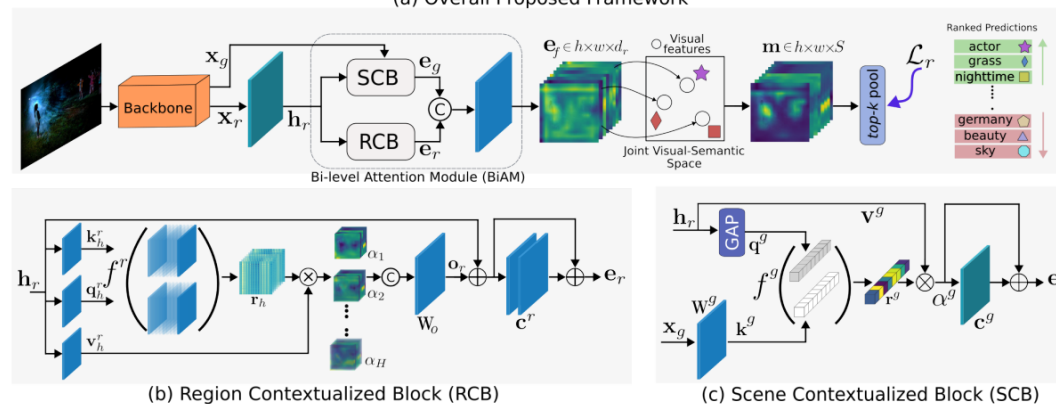 (a) Overall Proposed Framework
Backbone
x_g
x_r
h_r
SCB
RCB
e_g
e_r
C
Bi-level Attention Module (BiAM)
e_f ∈ h×w×d_r
Visual
features
Joint Visual-Semantic
Space
m ∈ h×w×S
top-k pool
ℒ_r
Ranked Predictions
actor
grass
nighttime
germany
beauty
sky
h_r
k_h^r
q_h^r
v_h^r
f^r
r_h
α_1
α_2
α_H
C
W_o
o_r
c^r
e_r
(b) Region Contextualized Block (RCB)
h_r
GAP
q^g
v^g
x_g
W^g
k^g
f^g
r^g
α^g
c^g
e
(c) Scene Contextualized Block (SCB)